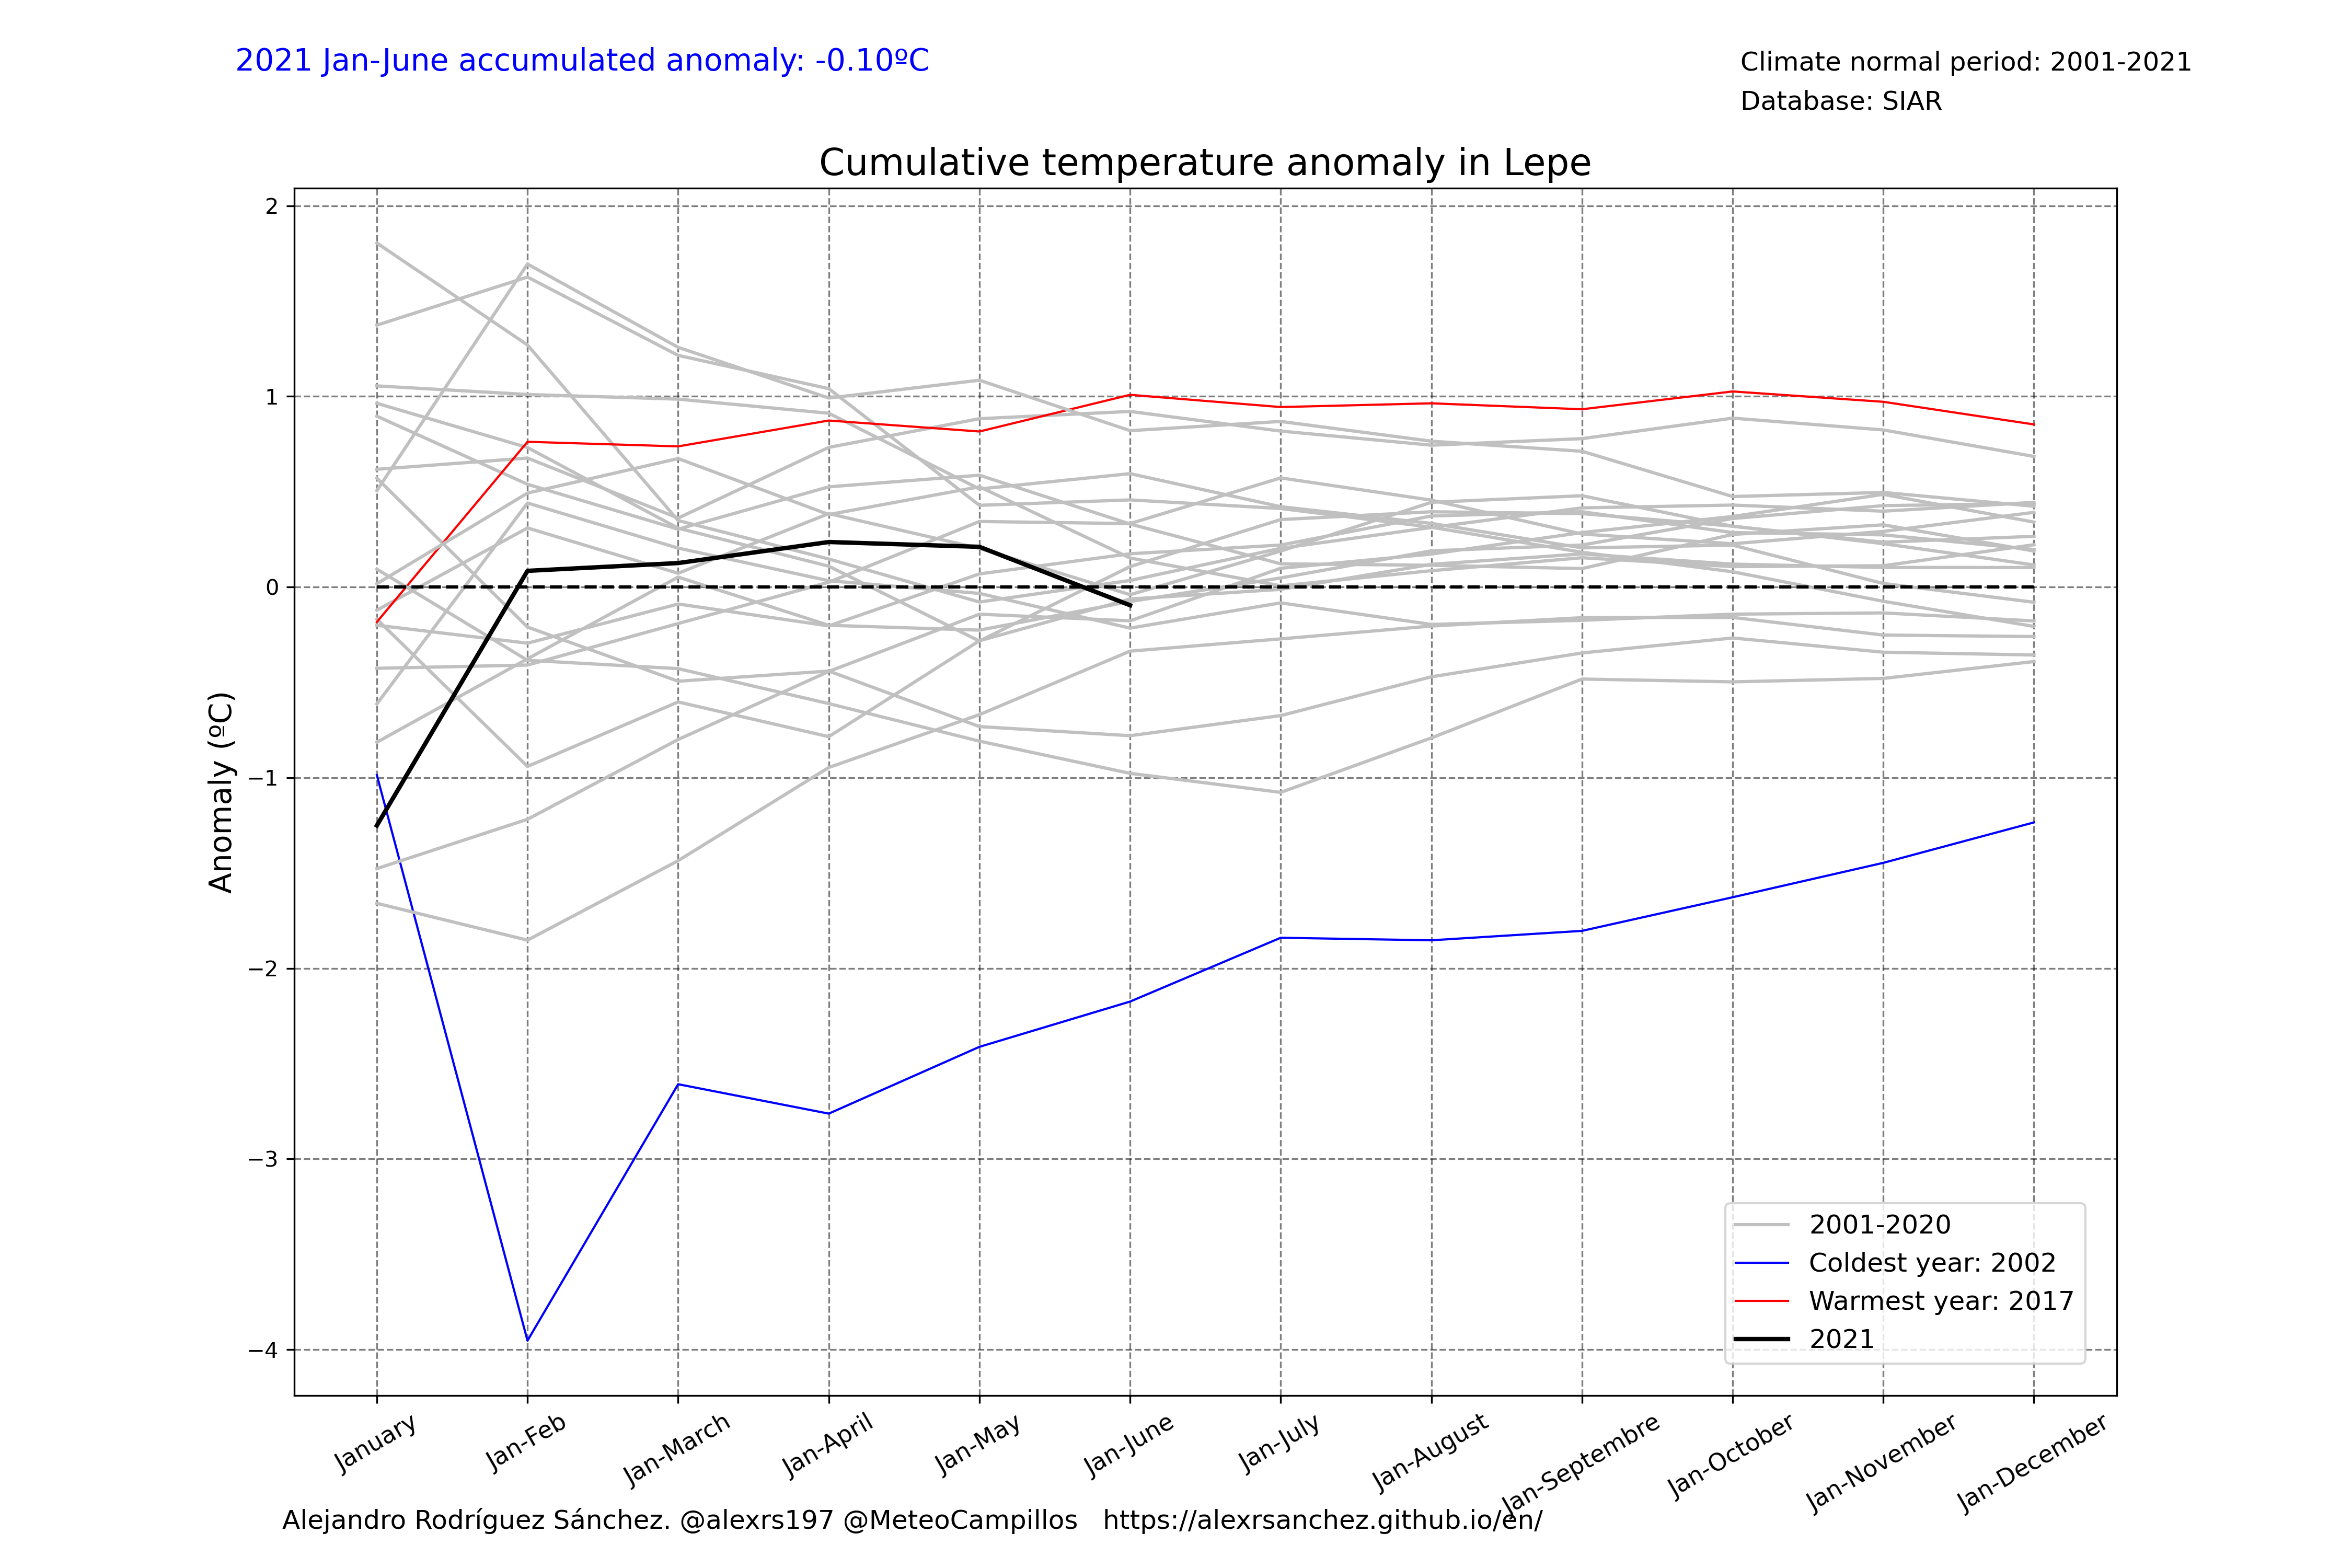 2021 Jan-June accumulated anomaly: -0.10ºC
Climate normal period: 2001-2021
Database: SIAR
Cumulative temperature anomaly in Lepe
2
1
0
−1
−2
−3
−4
Anomaly (ºC)
2001-2020
Coldest year: 2002
Warmest year: 2017
2021
January
Jan-Feb
Jan-March
Jan-April
Jan-May
Jan-June
Jan-July
Jan-August
Jan-Septembre
Jan-October
Jan-November
Jan-December
Alejandro Rodríguez Sánchez. @alexrs197 @MeteoCampillos   https://alexrsanchez.github.io/en/